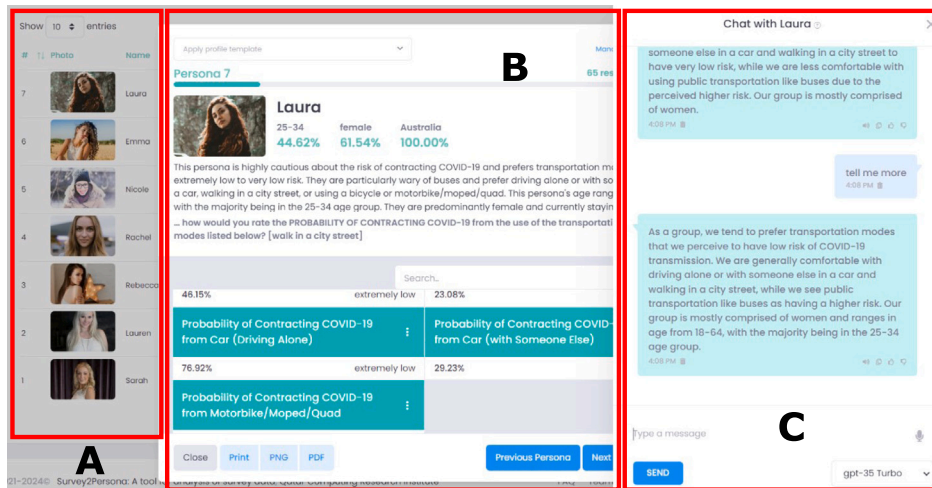 Show 10 entries
# Photo Name
7 Laura
6 Emma
5 Nicole
4 Rachel
3 Rebecca
2 Lauren
1 Sarah
A
21-2024© Survey2Persona: A tool
analysis of survey data, Qatar Computing Research Institute
FAQ Team
Apply profile template
Mana
B
Persona 7
65 res
Laura
25-34 female Australia
44.62% 61.54% 100.00%
This persona is highly cautious about the risk of contracting COVID-19 and prefers transportation mo
extremely low to very low risk. They are particularly wary of buses and prefer driving alone or with so
a car, walking in a city street, or using a bicycle or motorbike/moped/quad. This persona's age rang
with the majority being in the 25-34 age group. They are predominantly female and currently stayin
... how would you rate the PROBABILITY OF CONTRACTING COVID-19 from the use of the transportati
modes listed below? [walk in a city street]
Search..
46.15% extremely low 23.08%
Probability of Contracting COVID-19
from Car (Driving Alone)
Probability of Contracting COVID-
from Car (with Someone Else)
76.92% extremely low 29.23%
Probability of Contracting COVID-19
from Motorbike/Moped/Quad
Close Print PNG PDF Previous Persona Next
Chat with Laura
someone else in a car and walking in a city street to
have very low risk, while we are less comfortable with
using public transportation like buses due to the
perceived higher risk. Our group is mostly comprised
of women.
4:08 PM
tell me more
4:08 PM
As a group, we tend to prefer transportation modes
that we perceive to have low risk of COVID-19
transmission. We are generally comfortable with
driving alone or with someone else in a car and
walking in a city street, while we see public
transportation like buses as having a higher risk. Our
group is mostly comprised of women and ranges in
age from 18-64, with the majority being in the 25-34
age group.
4:08 PM
Type a message
C
SEND
gpt-35 Turbo